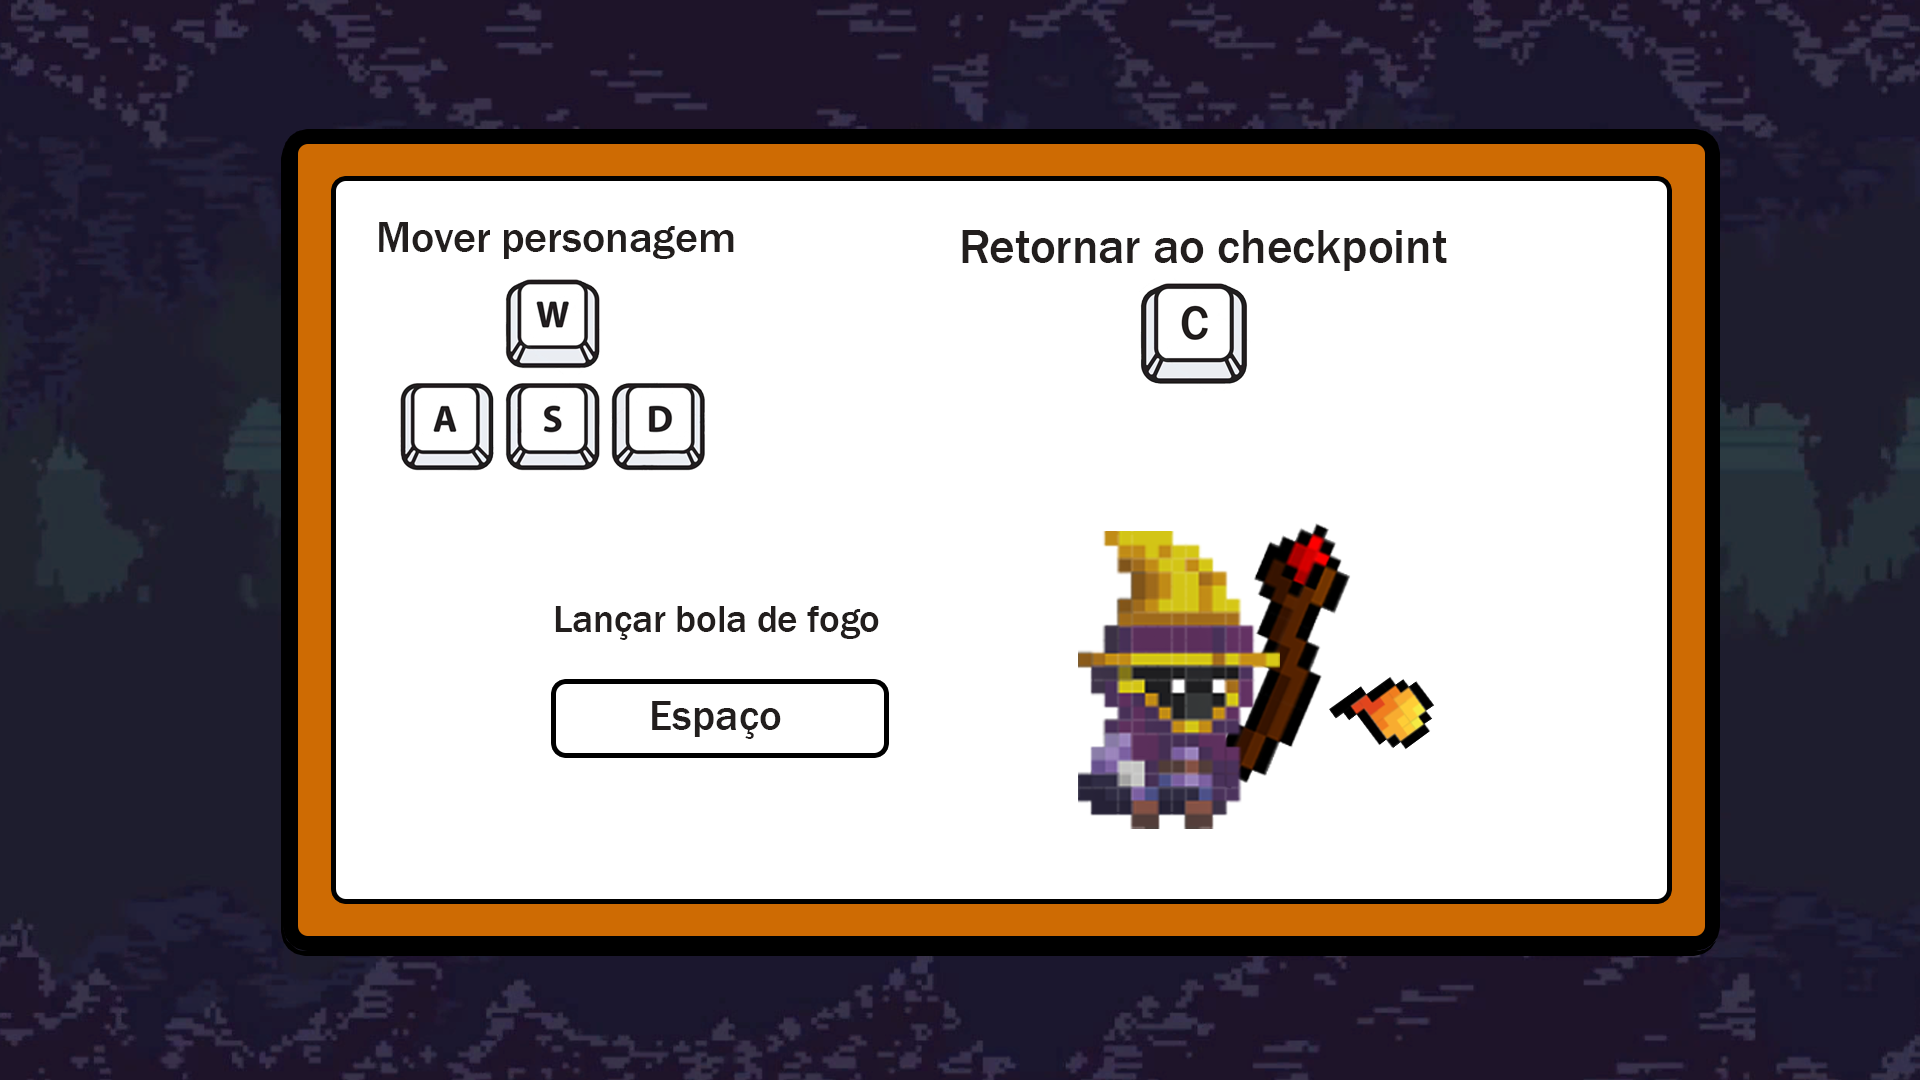 Mover personagem
W
A S D
Retornar ao checkpoint
C
Lançar bola de fogo
Espaço